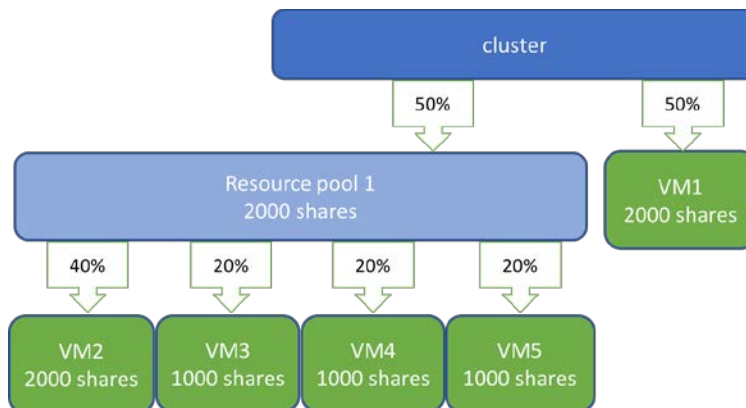 cluster
50%
50%
Resource pool 1
2000 shares
VM1
2000 shares
40%
20%
20%
20%
VM2
2000 shares
VM3
1000 shares
VM4
1000 shares
VM5
1000 shares